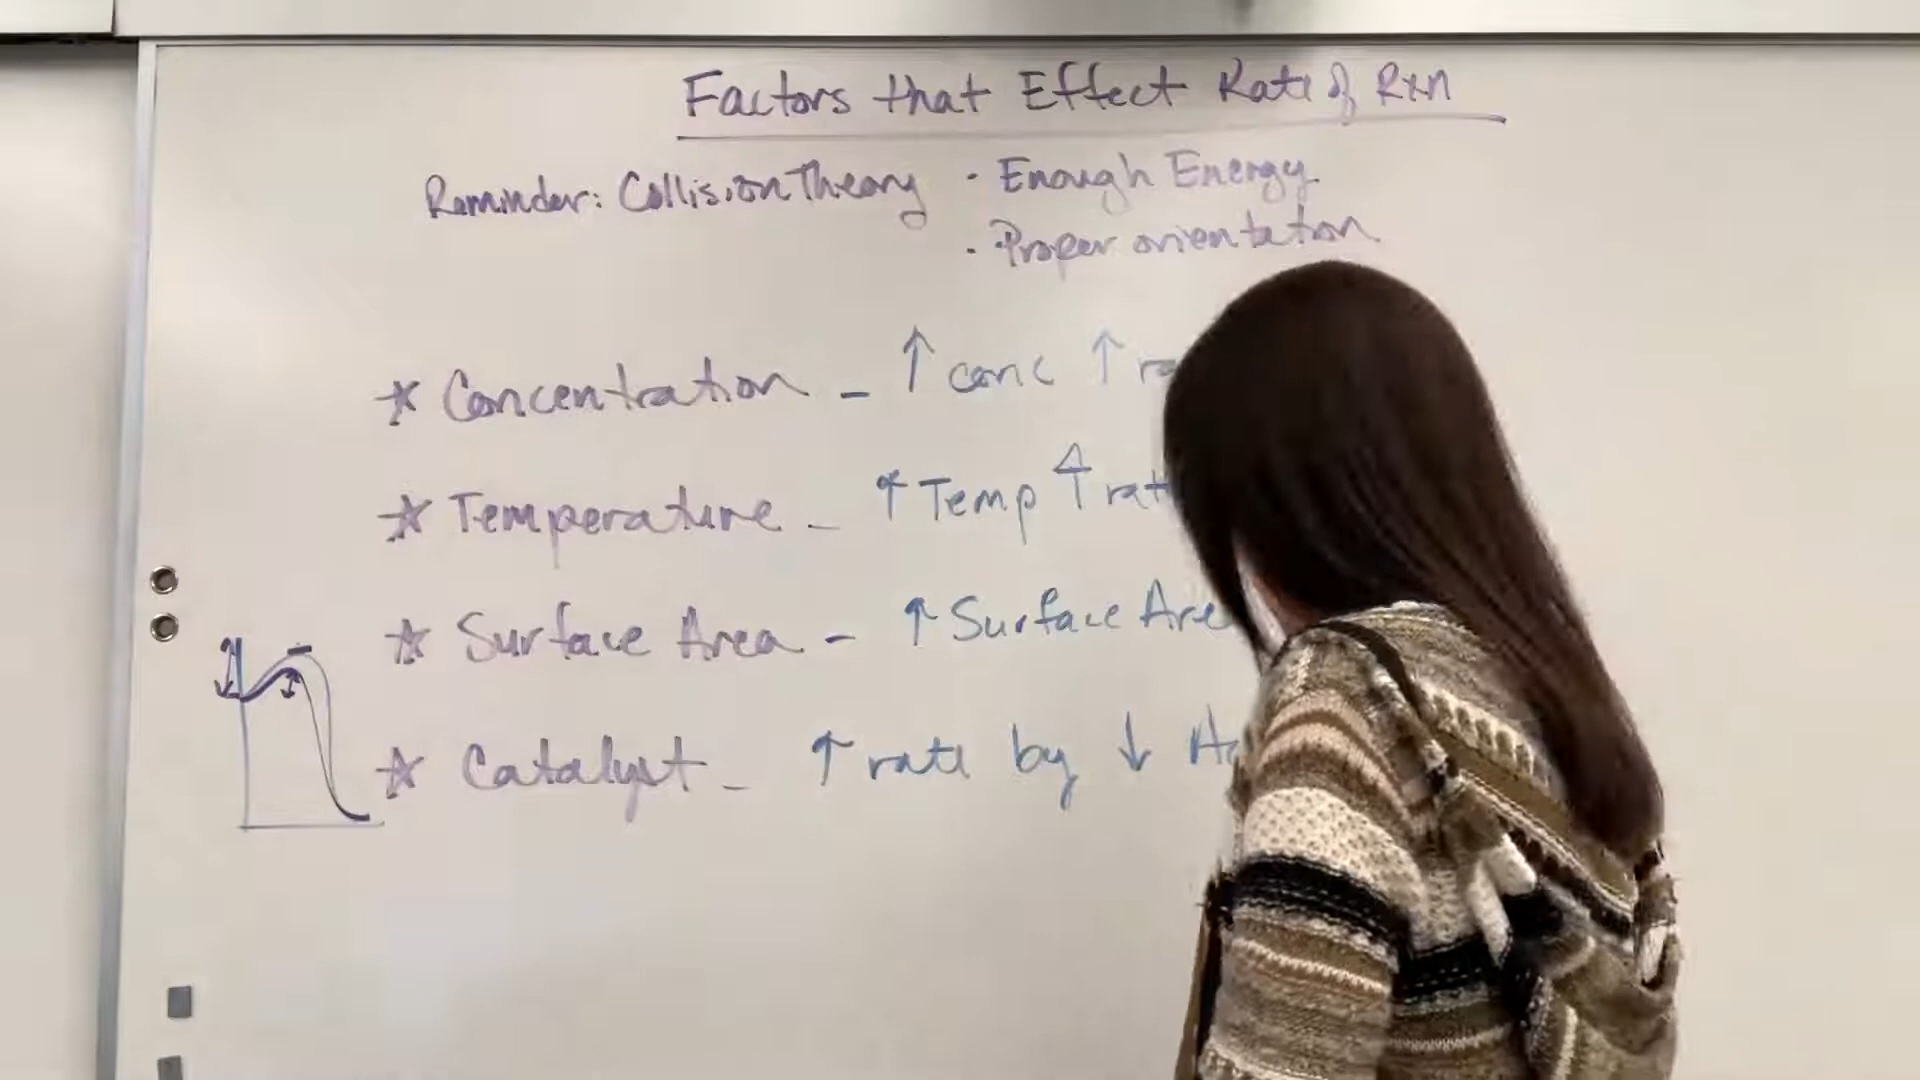 Factors that Effect Rate of Rxn
Reminder: Collision Theory · Enough Energy
· Proper orientation
☆ Concentration - ↑ conc ↑
☆ Temperature - ↑ Temp ↑
☆ Surface Area - ↑ Surface
☆ Catalyst - ↑ rate by ↓